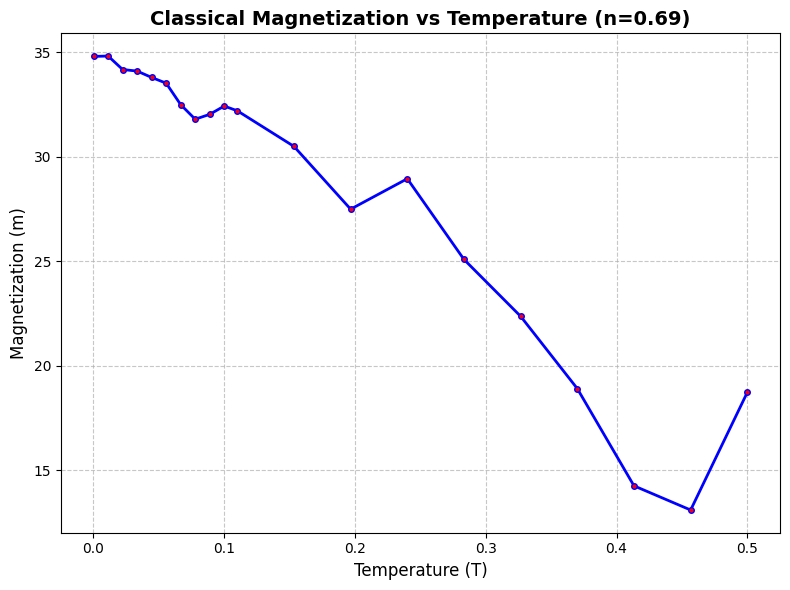 Classical Magnetization vs Temperature (n=0.69)
Magnetization (m)
35
30
25
20
15
0.0 0.1 0.2 0.3 0.4 0.5
Temperature (T)